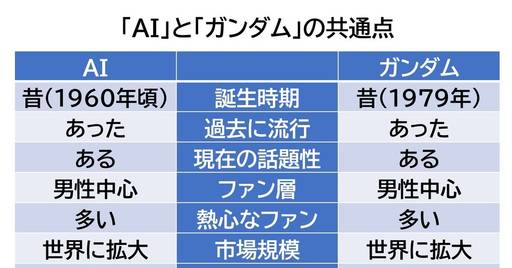 「AI」と「ガンダム」の共通点
AI ガンダム
昔(1960年頃) 誕生時期 昔(1979年)
あった 過去に流行 あった
ある 現在の話題性 ある
男性中心 ファン層 男性中心
多い 熱心なファン 多い
世界に拡大 市場規模 世界に拡大